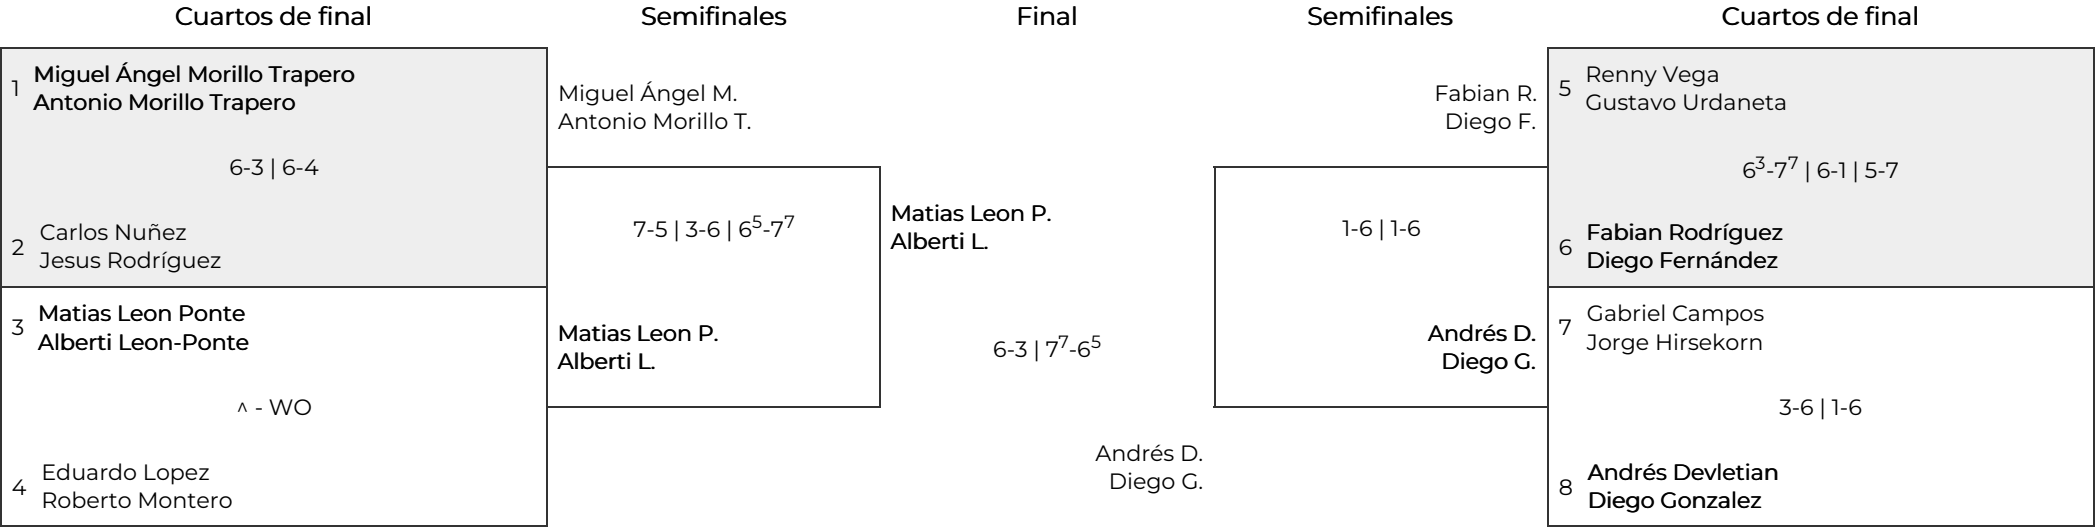 Cuartos de final
Semifinales
Final
Semifinales
Cuartos de final
1
Miguel Ángel Morillo Trapero
Antonio Morillo Trapero
6-3 | 6-4
2
Carlos Nuñez
Jesus Rodríguez
3
Matias Leon Ponte
Alberti Leon-Ponte
^ - WO
4
Eduardo Lopez
Roberto Montero
Miguel Ángel M.
Antonio Morillo T.
7-5 | 3-6 | 6⁵-7⁷
Matias Leon P.
Alberti L.
Matias Leon P.
Alberti L.
6-3 | 7⁷-6⁵
Andrés D.
Diego G.
Fabian R.
Diego F.
1-6 | 1-6
Andrés D.
Diego G.
5
Renny Vega
Gustavo Urdaneta
6³-7⁷ | 6-1 | 5-7
6
Fabian Rodríguez
Diego Fernández
7
Gabriel Campos
Jorge Hirsekorn
3-6 | 1-6
8
Andrés Devletian
Diego Gonzalez